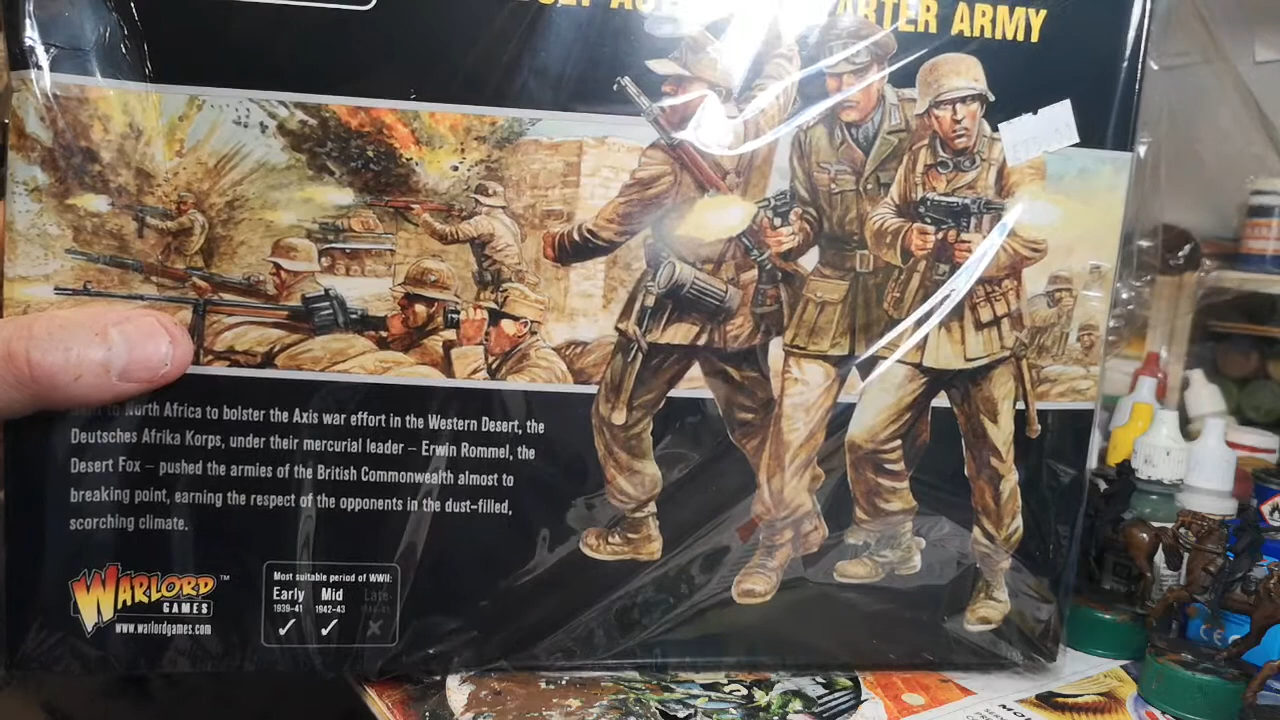 ARTER ARMY
North Africa to bolster the Axis war effort in the Western Desert, the
Deutsches Afrika Korps, under their mercurial leader – Erwin Rommel, the
Desert Fox – pushed the armies of the British Commonwealth almost to
breaking point, earning the respect of the opponents in the dust-filled,
scorching climate.
WARLORD™
GAMES
www.warlordgames.com
Most suitable period of WWII:
Early Mid Late
1939-41 1942-43
✓ ✓ ×
CE